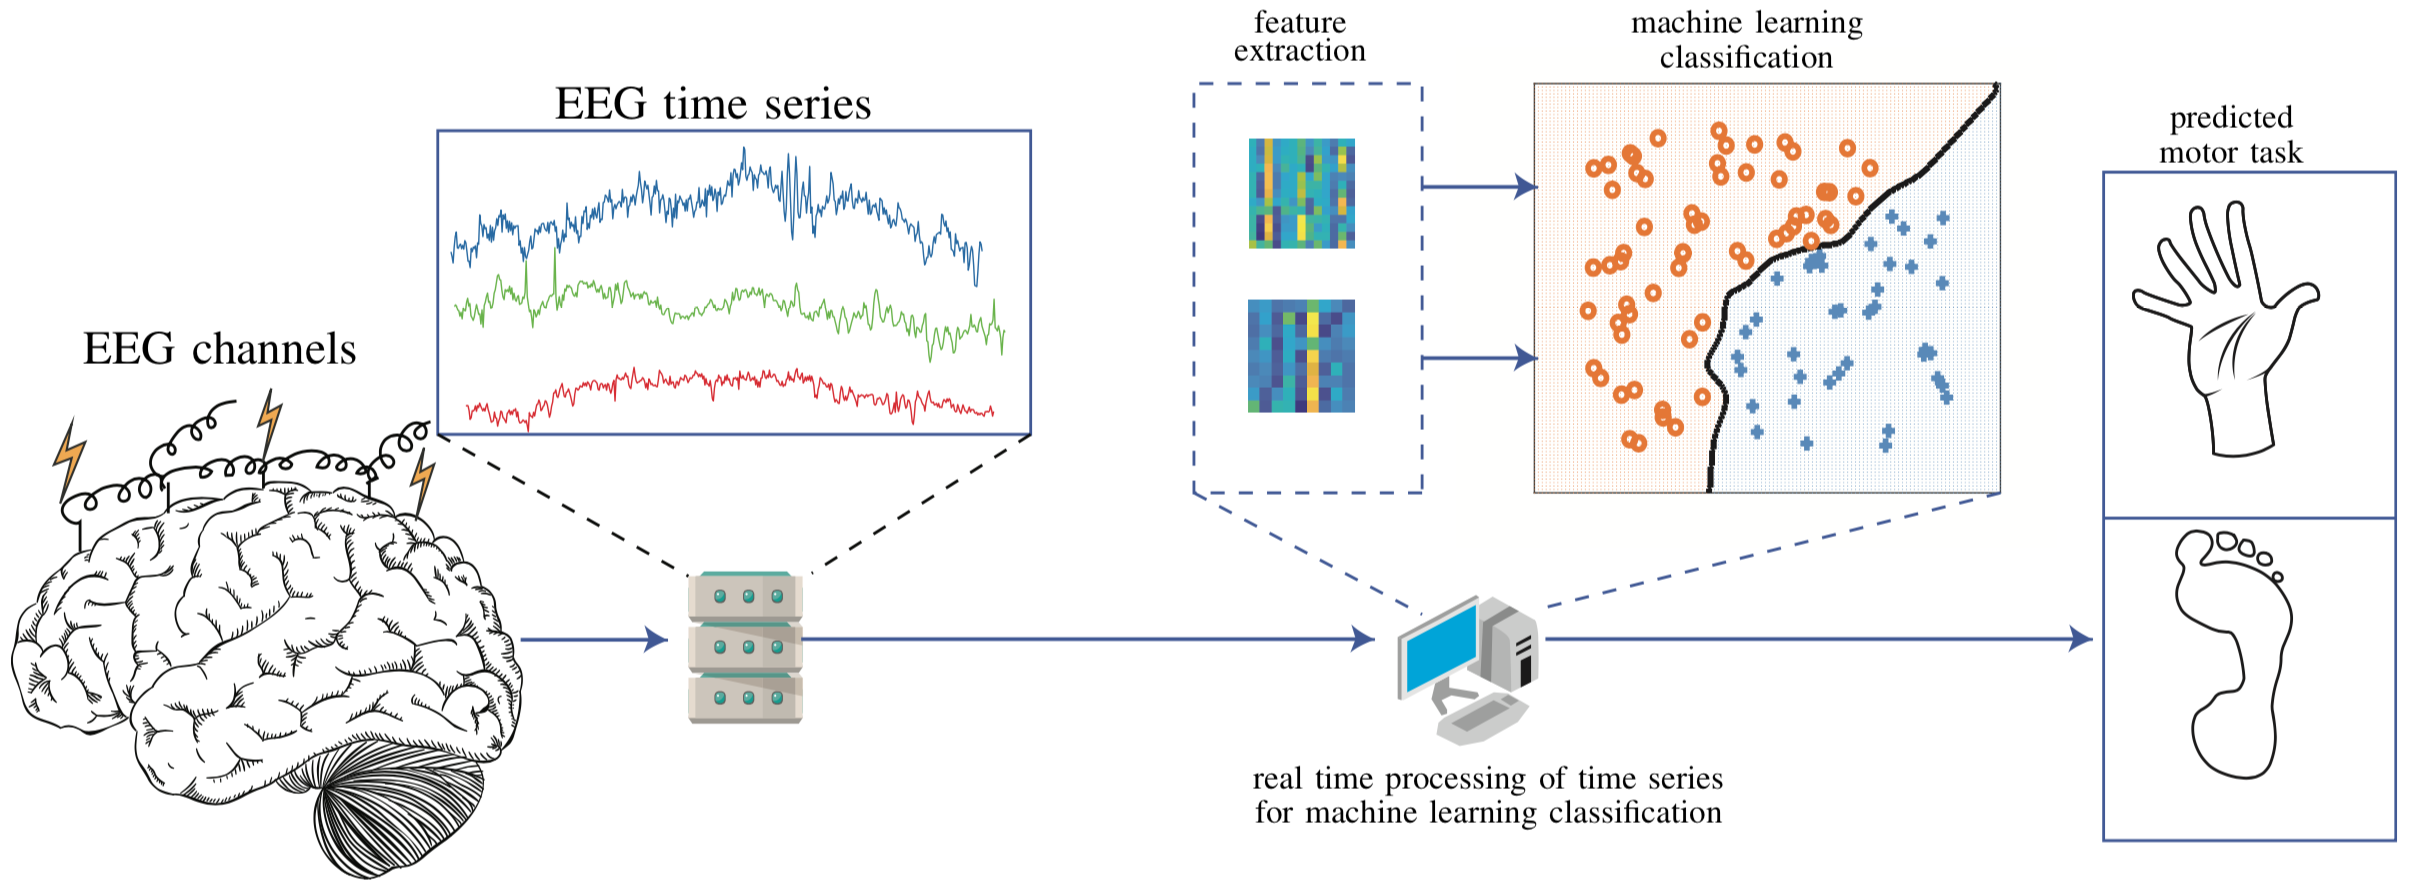 EEG channels
EEG time series
feature
extraction
machine learning
classification
predicted
motor task
real time processing of time series
for machine learning classification